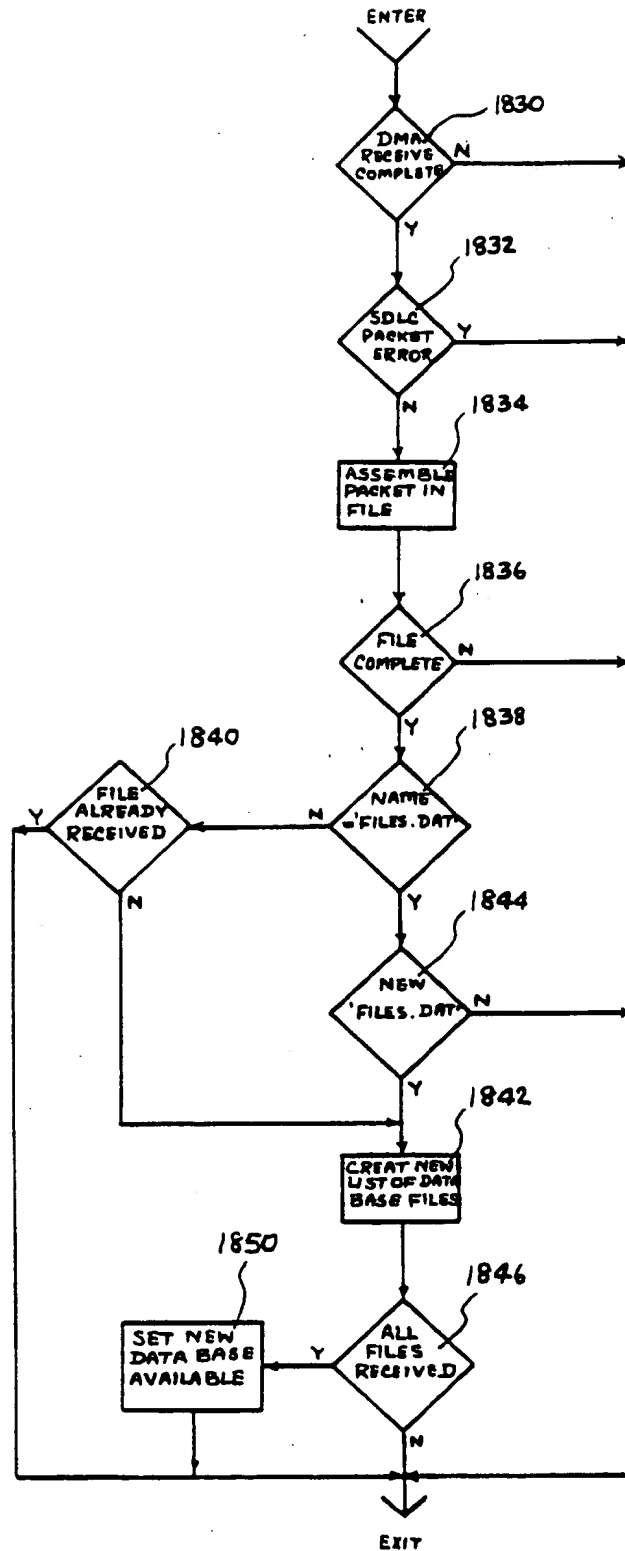 ENTER
1830
DMA
RECEIVE
COMPLETE
N
Y
1832
SDLC
PACKET
ERROR
Y
N
1834
ASSEMBLE
PACKET IN
FILE
1836
FILE
COMPLETE
N
Y
1838
NAME
='FILES.DAT'
N
Y
1840
FILE
ALREADY
RECEIVED
Y
N
1844
NEW
'FILES.DAT'
N
Y
1842
CREAT NEW
LIST OF DATA
BASE FILES
1846
ALL
FILES
RECEIVED
Y
N
1850
SET NEW
DATA BASE
AVAILABLE
EXIT